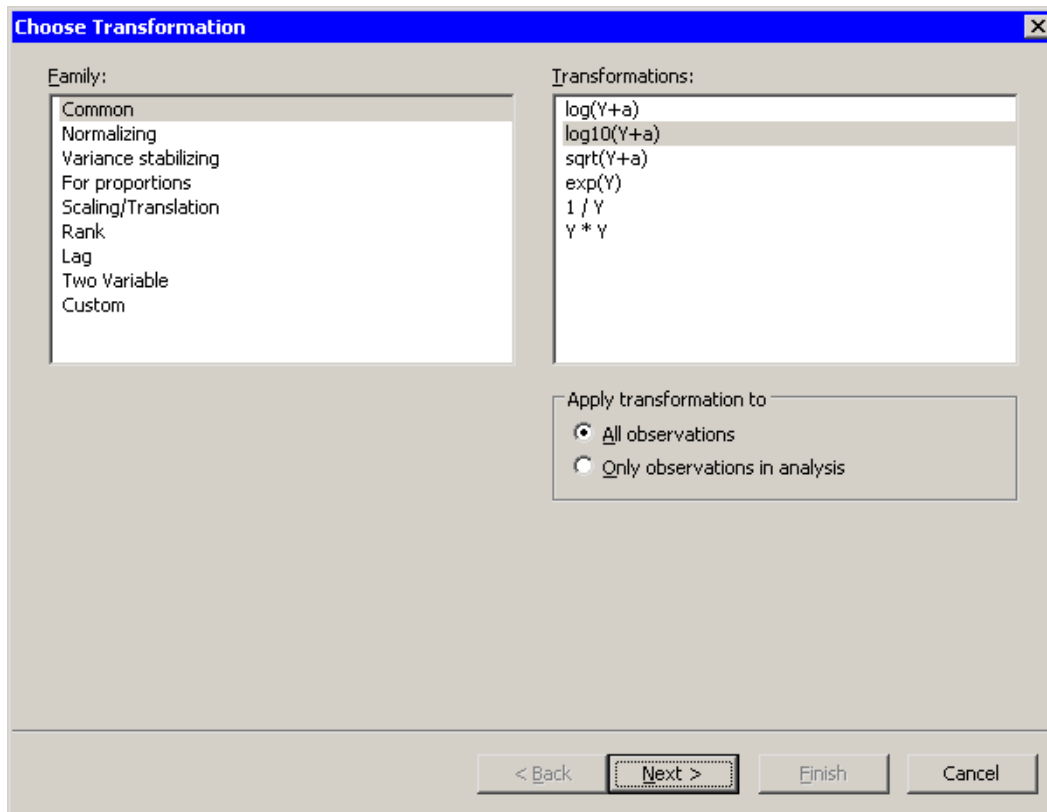 Choose Transformation
Family:
Common
Normalizing
Variance stabilizing
For proportions
Scaling/Translation
Rank
Lag
Two Variable
Custom
Transformations:
log(Y+a)
log10(Y+a)
sqrt(Y+a)
exp(Y)
1 / Y
Y * Y
Apply transformation to
All observations
Only observations in analysis
< Back
Next >
Finish
Cancel